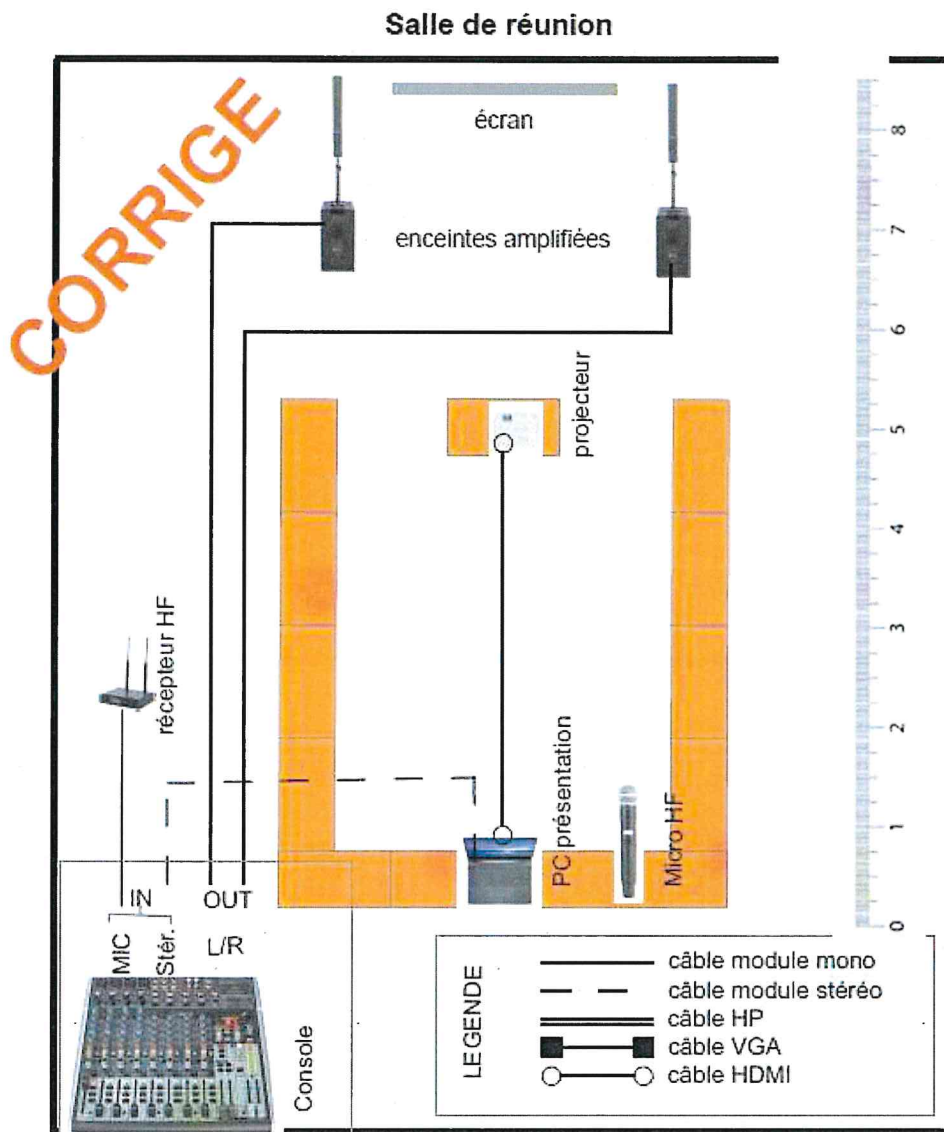 Salle de réunion
CORRIGE
écran
enceintes amplifiées
projecteur
récepteur HF
PC présentation
Micro HF
8
7
6
5
4
3
2
1
0
IN
OUT
MIC
Stér.
L/R
Console
LEGENDE
câble module mono
câble module stéréo
câble HP
câble VGA
câble HDMI